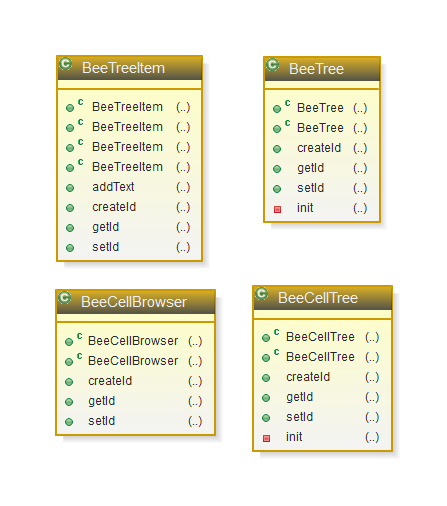 BeeTreeItem
BeeTreeItem (..)
BeeTreeItem (..)
BeeTreeItem (..)
BeeTreeItem (..)
addText (..)
createId (..)
getId (..)
setId (..)
BeeTree
BeeTree (..)
BeeTree (..)
createId (..)
getId (..)
setId (..)
init (..)
BeeCellBrowser
BeeCellBrowser (..)
BeeCellBrowser (..)
createId (..)
getId (..)
setId (..)
BeeCellTree
BeeCellTree (..)
BeeCellTree (..)
createId (..)
getId (..)
setId (..)
init (..)